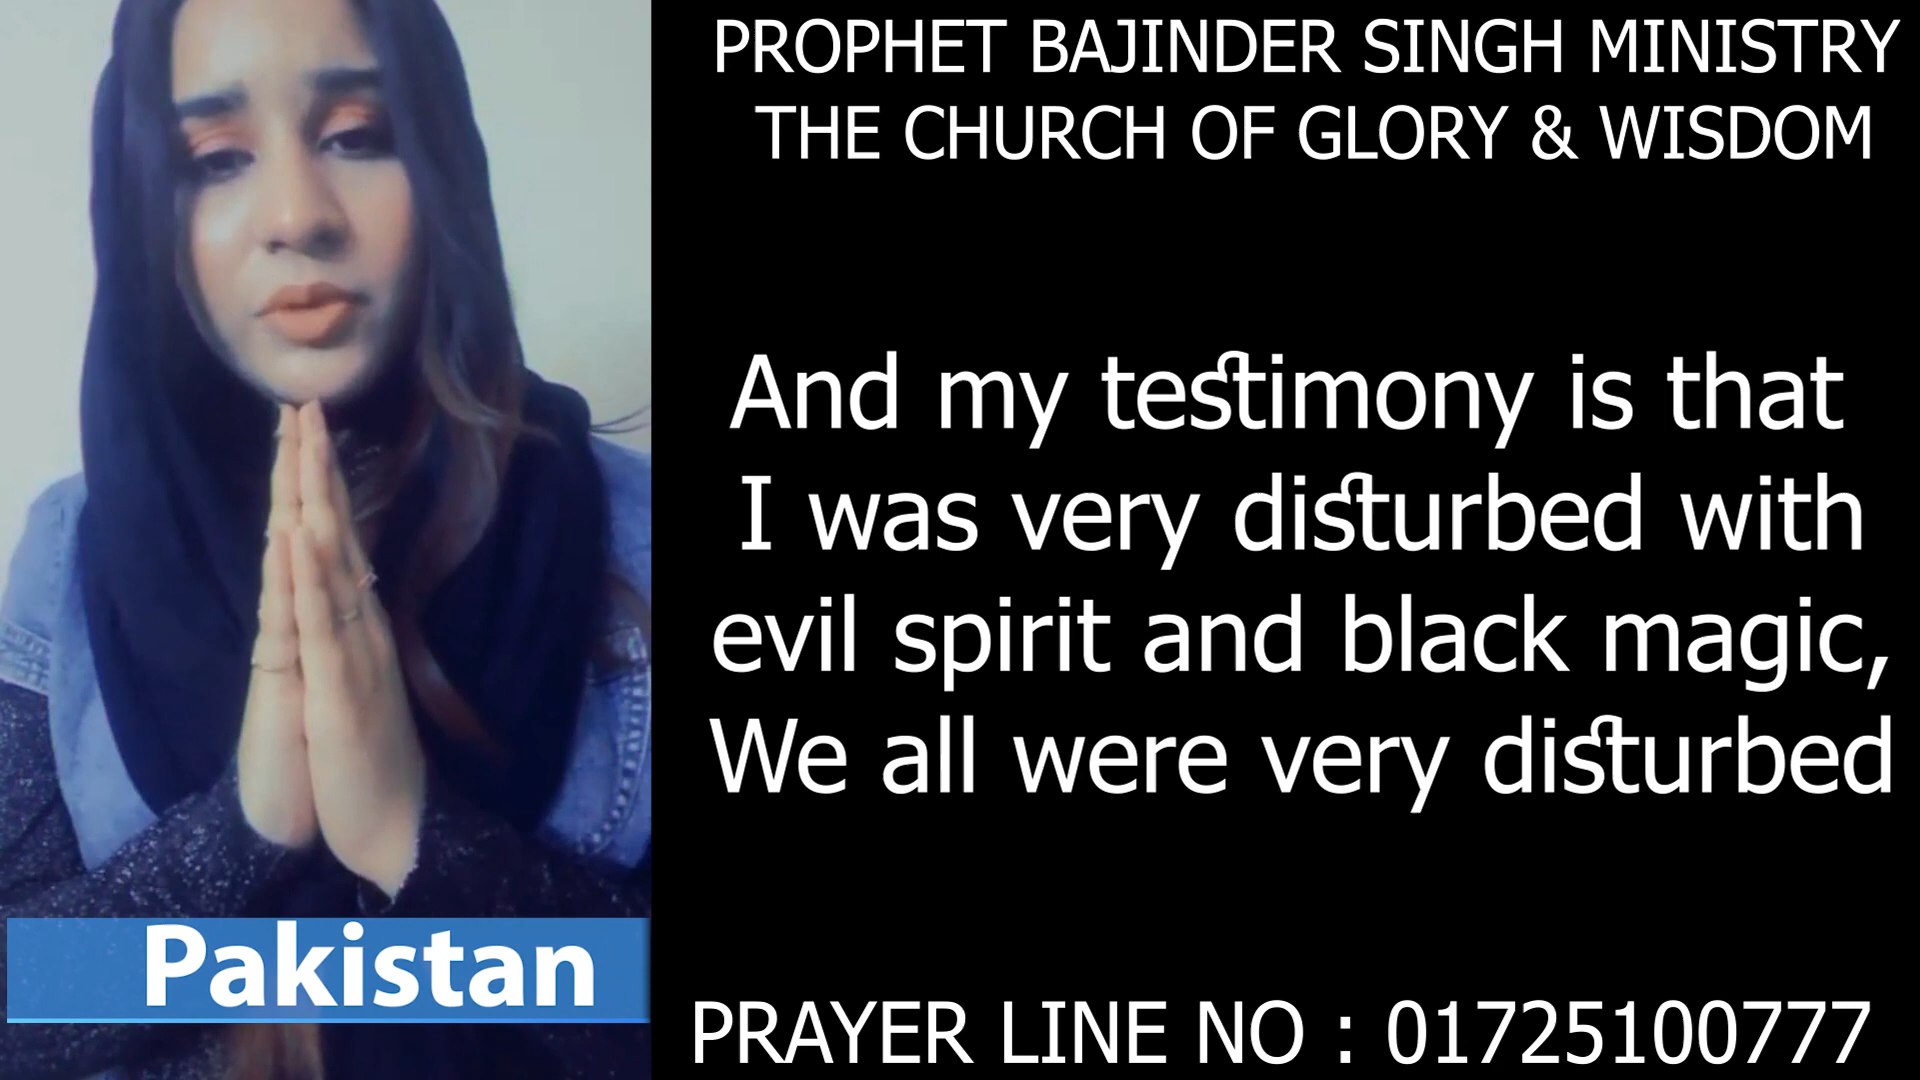 PROPHET BAJINDER SINGH MINISTRY
THE CHURCH OF GLORY & WISDOM
And my testimony is that
I was very disturbed with
evil spirit and black magic,
We all were very disturbed
Pakistan
PRAYER LINE NO : 01725100777